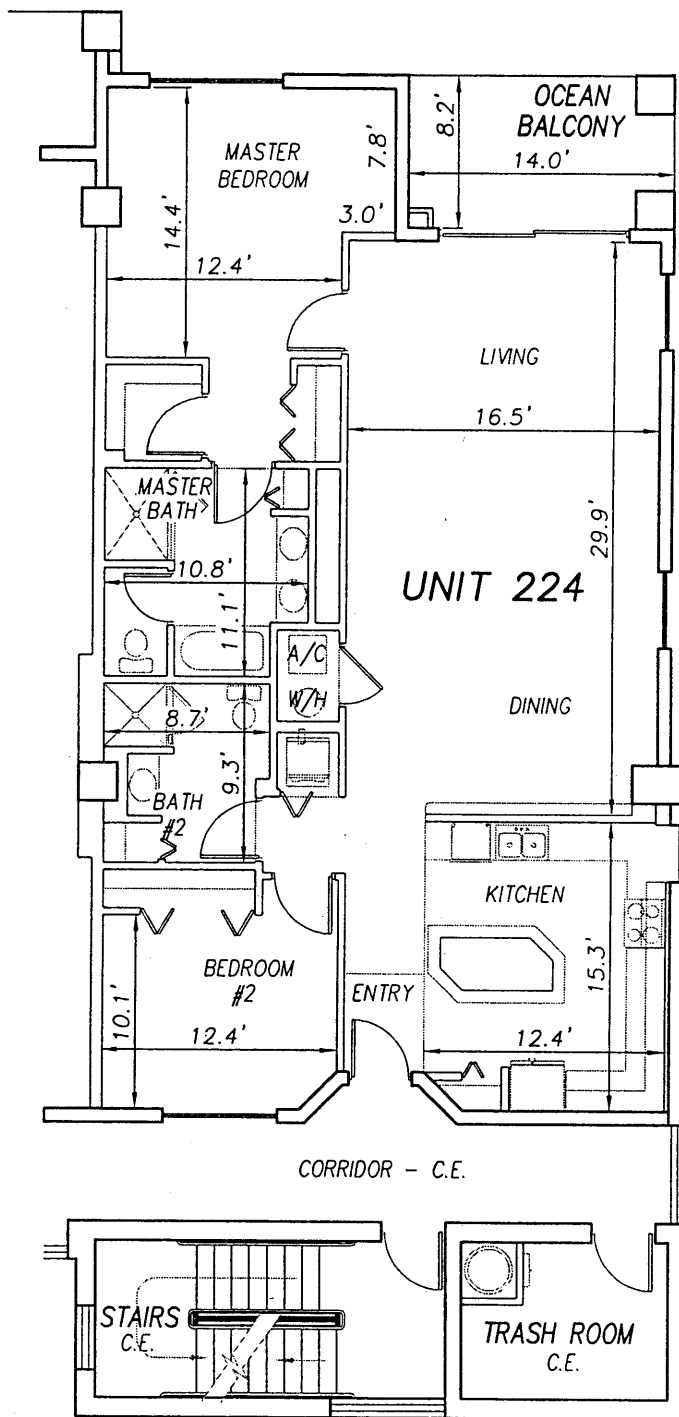 OCEAN
BALCONY
8.2'
14.0'
MASTER
BEDROOM
7.8'
3.0'
14.4'
12.4'
LIVING
16.5'
29.9'
MASTER
BATH
10.8'
11.1'
UNIT 224
A/C
W/H
DINING
8.7'
9.3'
BATH
#2
KITCHEN
15.3'
12.4'
ENTRY
BEDROOM
#2
10.1'
12.4'
CORRIDOR - C.E.
STAIRS
C.E.
TRASH ROOM
C.E.